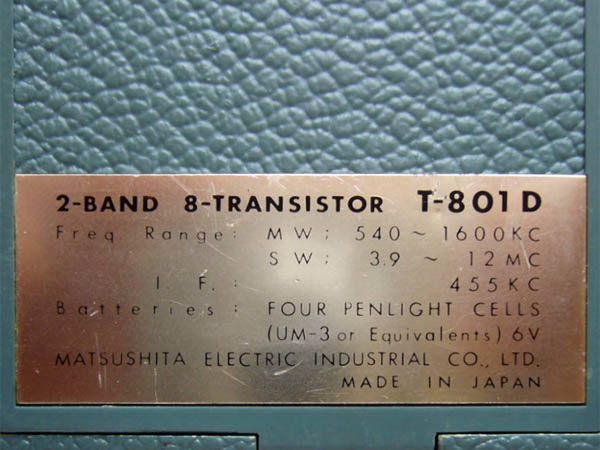 2-BAND 8-TRANSISTOR T-801D
Freq Range: MW; 540 ~ 1600KC
SW; 3.9 ~ 12MC
I. F.: 455KC
Batteries: FOUR PENLIGHT CELLS
(UM-3 or Equivalents) 6V
MATSUSHITA ELECTRIC INDUSTRIAL CO., LTD.
MADE IN JAPAN